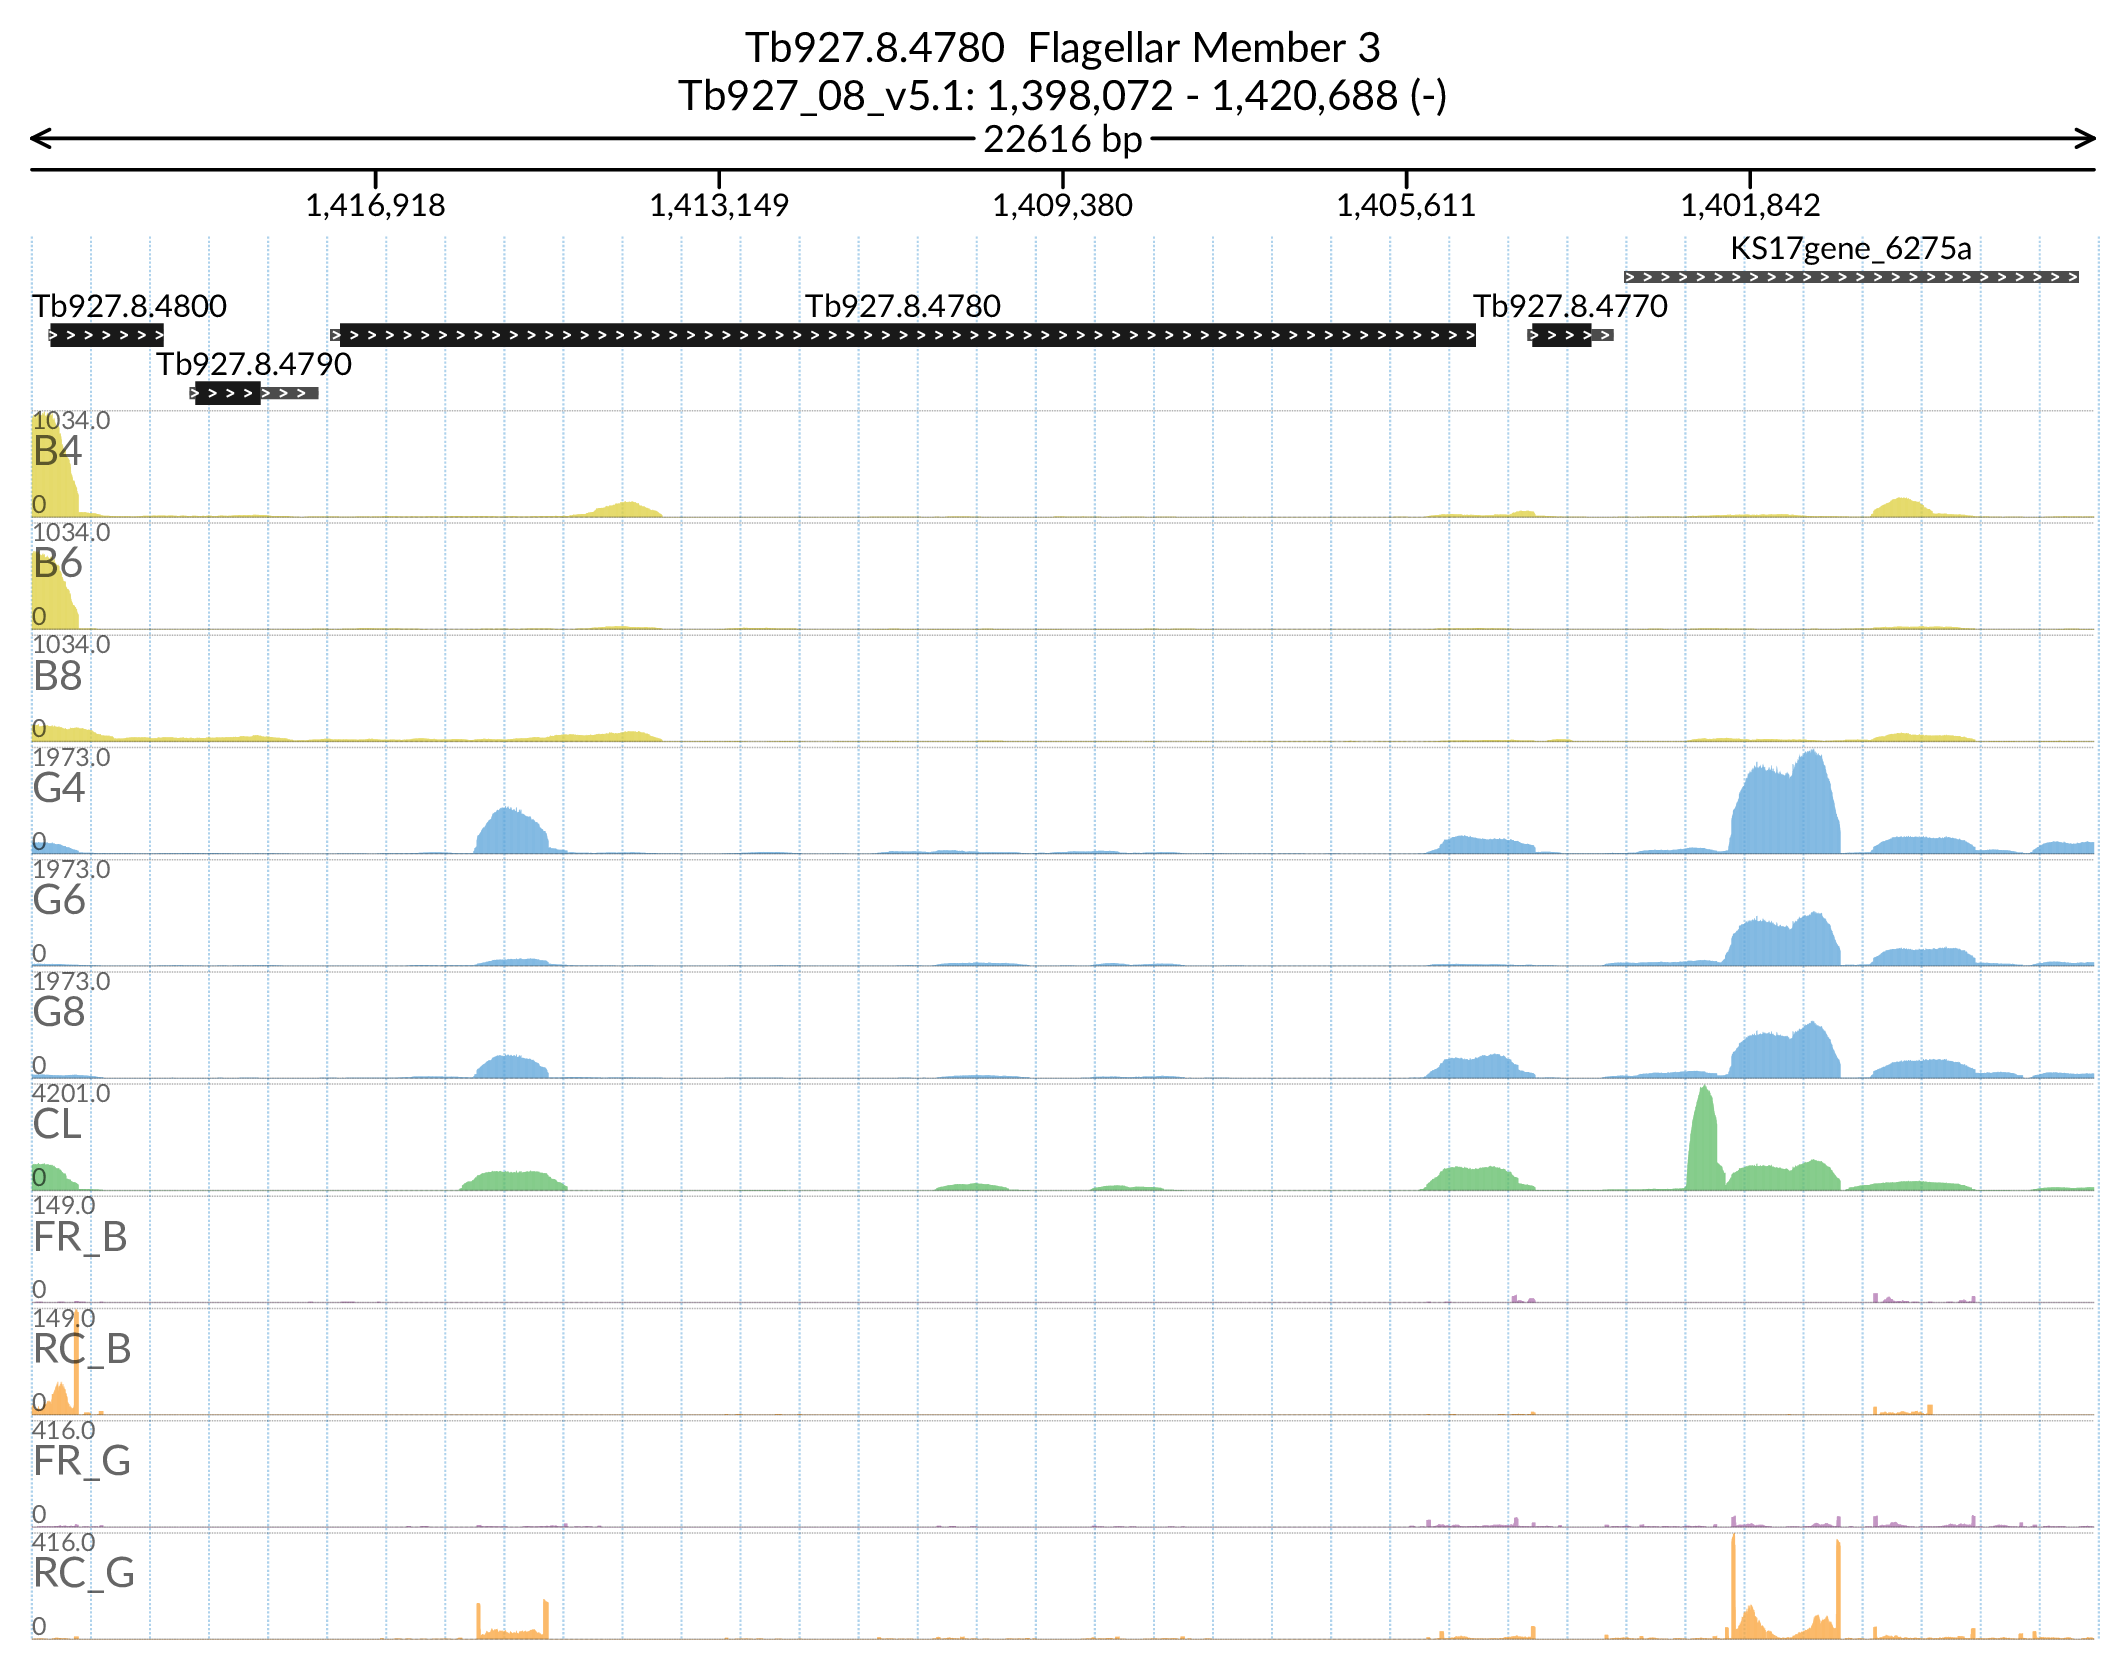 Tb927.8.4780  Flagellar Member 3
Tb927_08_v5.1: 1,398,072 - 1,420,688 (-)
22616 bp
1,416,918 1,413,149 1,409,380 1,405,611 1,401,842
KS17gene_6275a
Tb927.8.4800 Tb927.8.4780 Tb927.8.4770
Tb927.8.4790
1034.0
B4
0
1034.0
B6
0
1034.0
B8
0
1973.0
G4
0
1973.0
G6
0
1973.0
G8
0
4201.0
CL
0
149.0
FR_B
0
149.0
RC_B
0
416.0
FR_G
0
416.0
RC_G
0